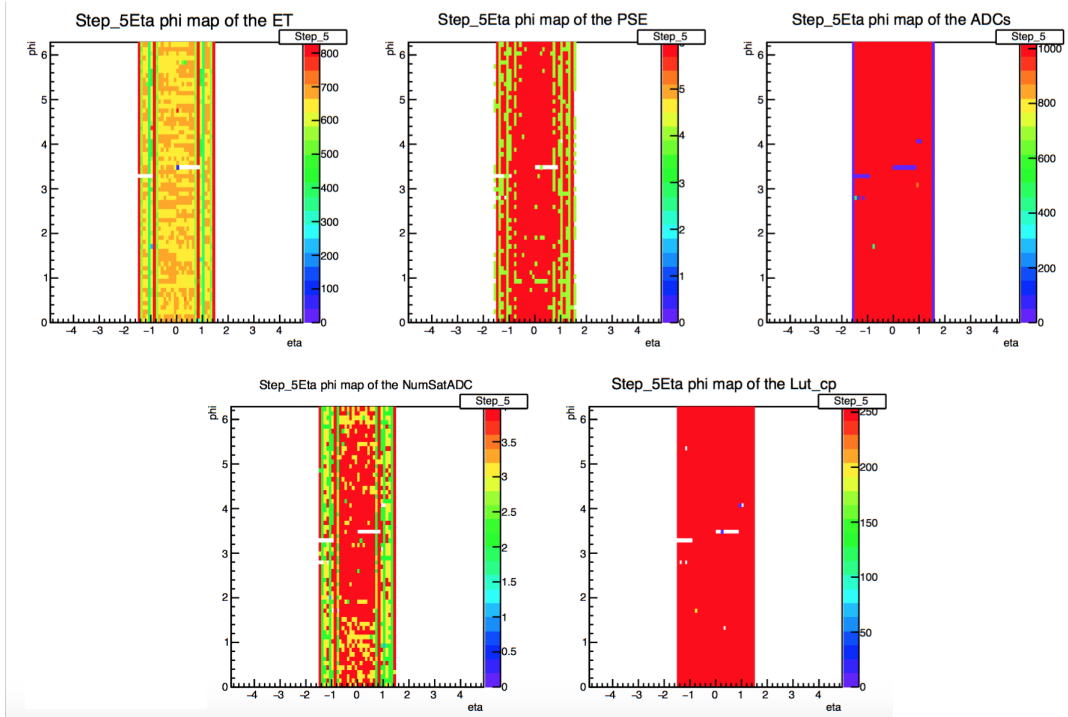 Step_5Eta phi map of the ET
Step_5
phi
6
5
4
3
2
1
0
−4 −3 −2 −1 0 1 2 3 4
eta
800
700
600
500
400
300
200
100
0
Step_5Eta phi map of the PSE
Step_5
phi
6
5
4
3
2
1
0
−4 −3 −2 −1 0 1 2 3 4
eta
5
4
3
2
1
0
Step_5Eta phi map of the ADCs
Step_5
phi
6
5
4
3
2
1
0
−4 −3 −2 −1 0 1 2 3 4
eta
1000
800
600
400
200
0
Step_5Eta phi map of the NumSatADC
Step_5
phi
6
5
4
3
2
1
0
−4 −3 −2 −1 0 1 2 3 4
eta
3.5
3
2.5
2
1.5
1
0.5
0
Step_5Eta phi map of the Lut_cp
Step_5
phi
6
5
4
3
2
1
0
−4 −3 −2 −1 0 1 2 3 4
eta
250
200
150
100
50
0